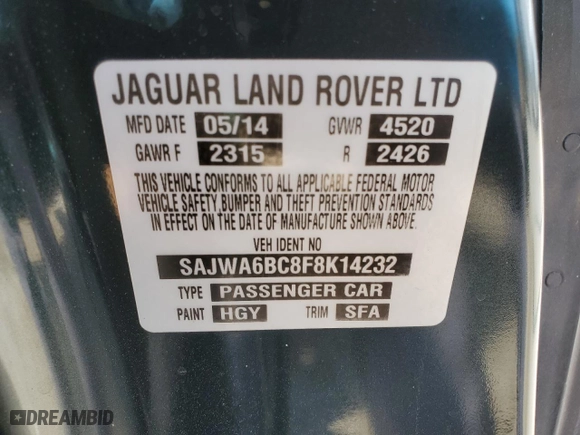 JAGUAR LAND ROVER LTD
MFD DATE 05/14 GVWR 4520
GAWR F 2315 R 2426
THIS VEHICLE CONFORMS TO ALL APPLICABLE FEDERAL MOTOR
VEHICLE SAFETY, BUMPER AND THEFT PREVENTION STANDARDS
IN EFFECT ON THE DATE OF MANUFACTURE SHOWN ABOVE.
VEH IDENT NO
SAJWA6BC8F8K14232
TYPE PASSENGER CAR
PAINT HGY TRIM SFA
DREAMBID